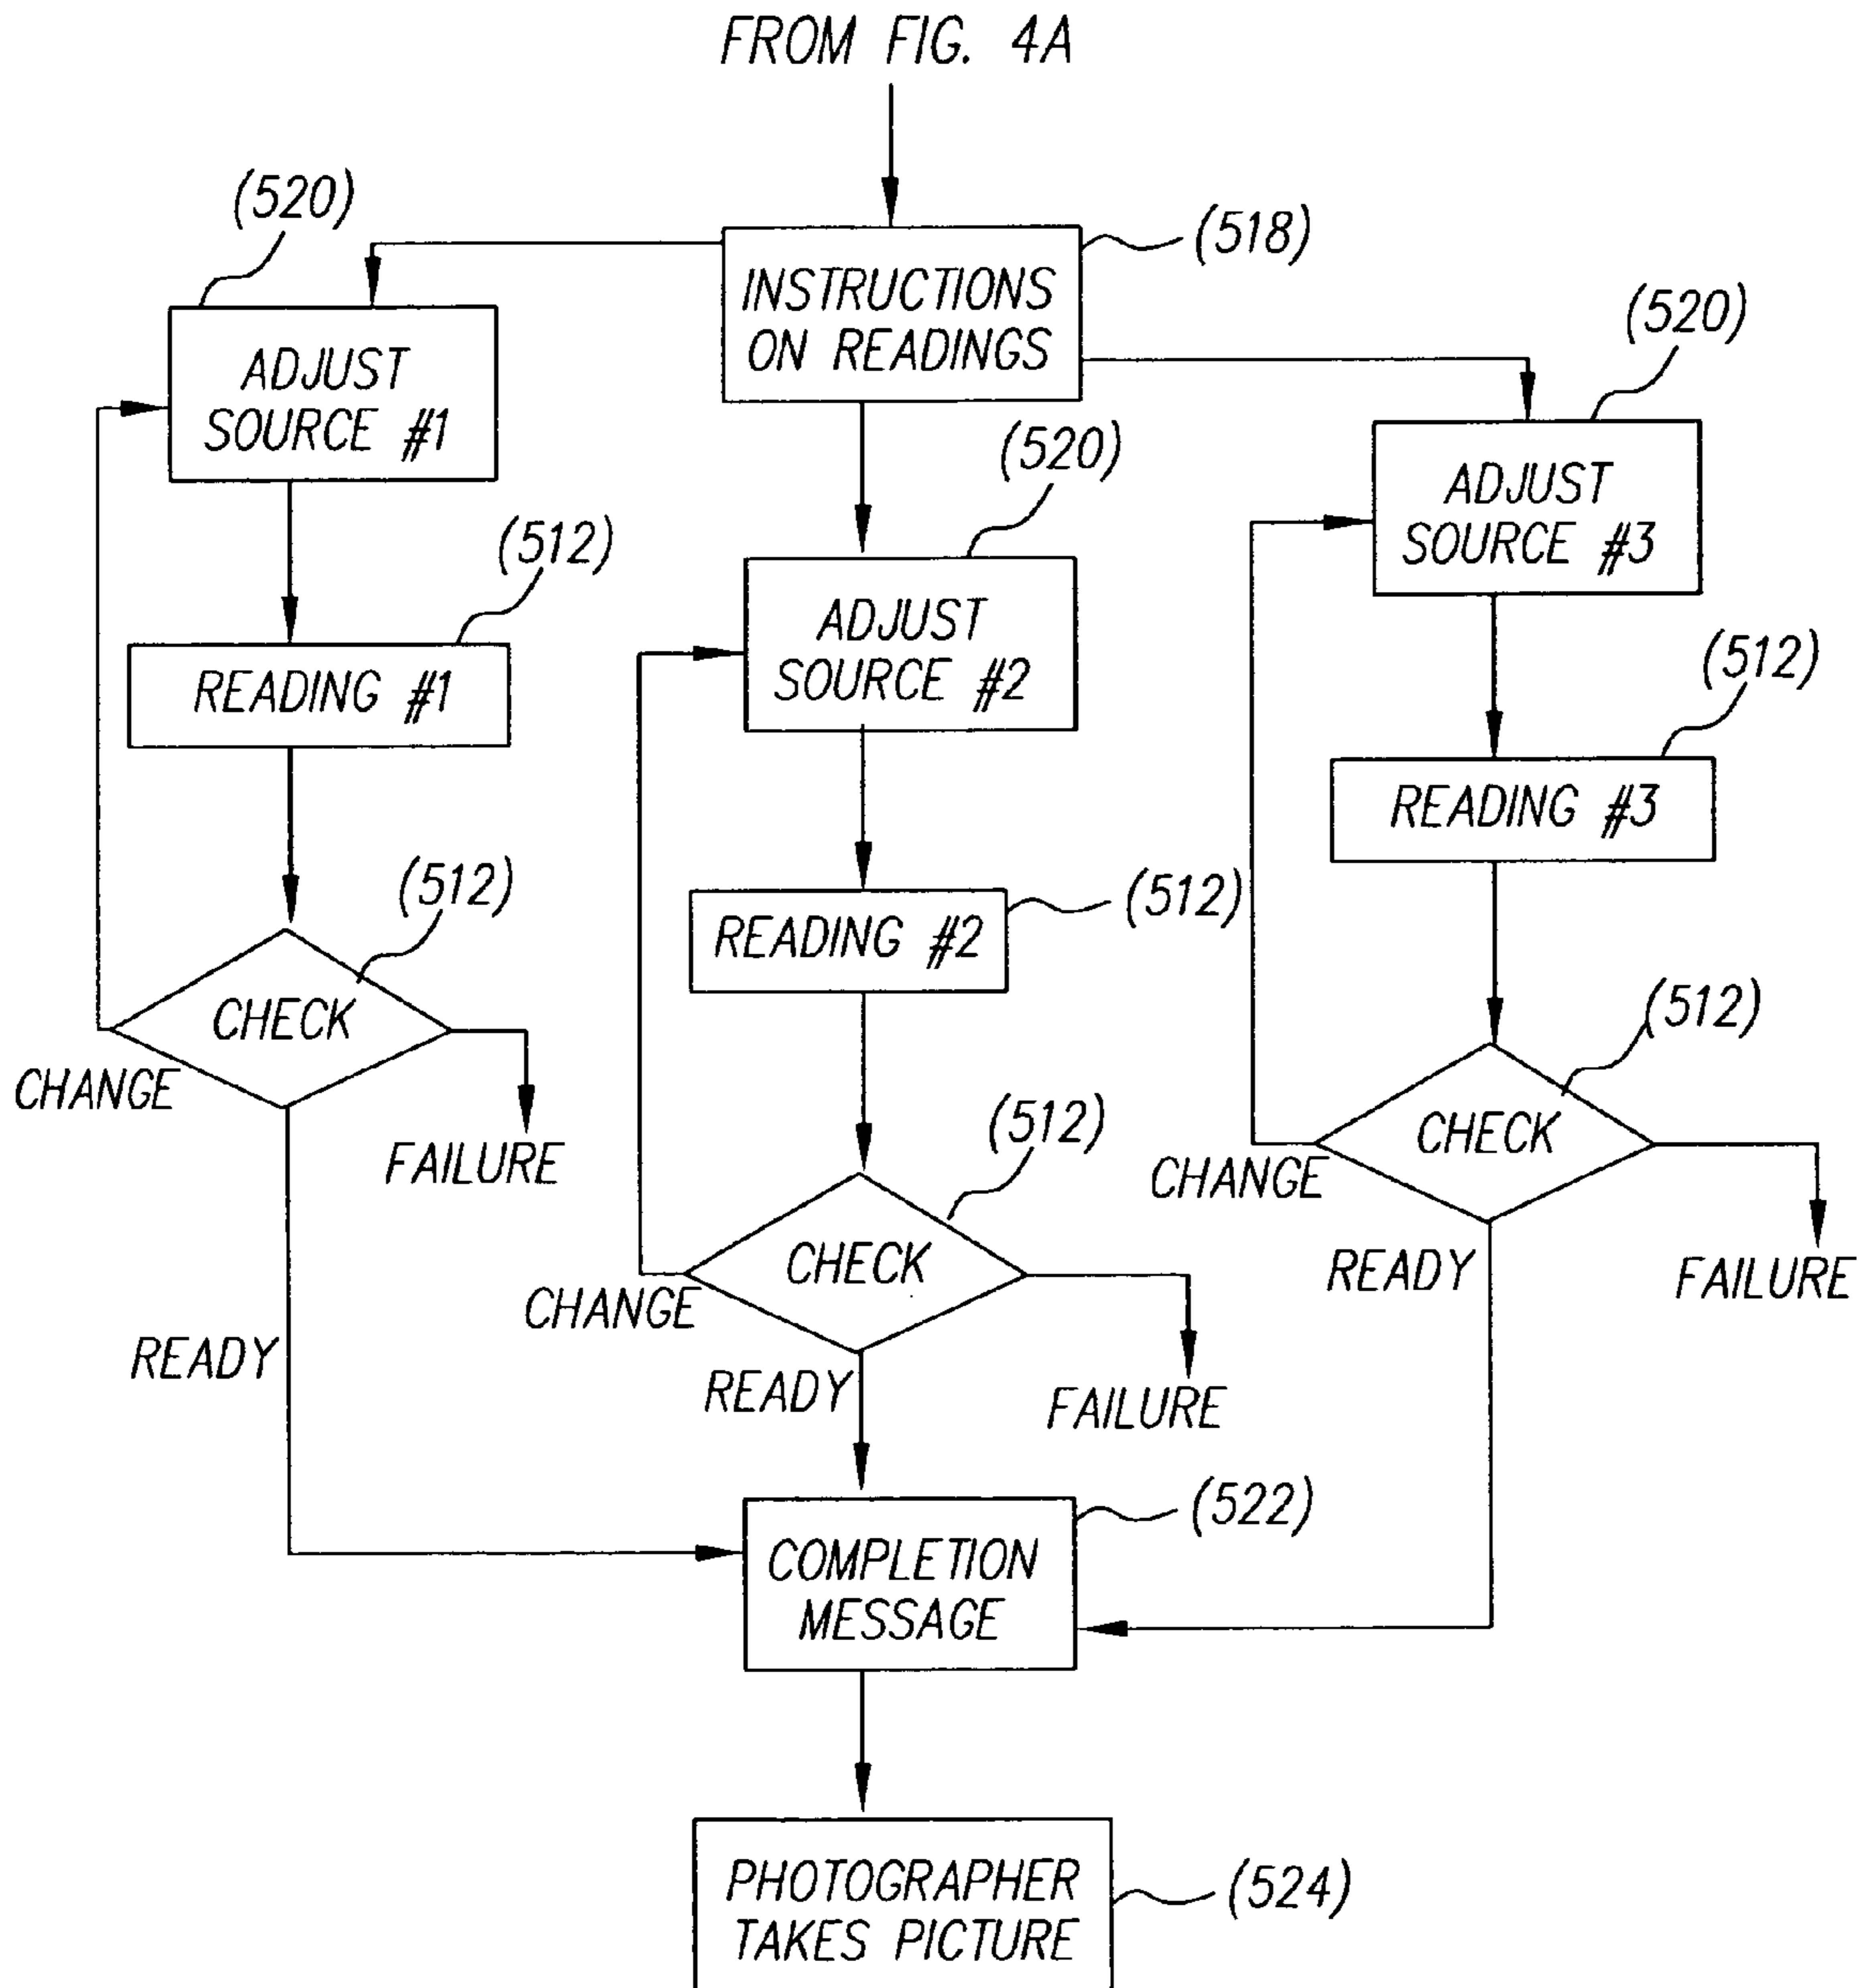 FROM FIG. 4A
(520)
(518)
INSTRUCTIONS
ON READINGS
(520)
ADJUST
SOURCE #1
(520)
ADJUST
SOURCE #3
(512)
ADJUST
SOURCE #2
(512)
READING #1
READING #3
(512)
(512)
READING #2
(512)
CHECK
CHANGE
(512)
CHECK
FAILURE
CHANGE
CHECK
READY
FAILURE
CHANGE
READY
READY
FAILURE
(522)
COMPLETION
MESSAGE
PHOTOGRAPHER
TAKES PICTURE
(524)